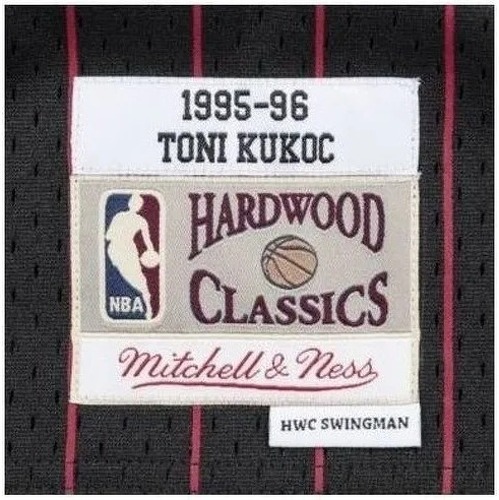 1995-96
TONI KUKOC
HARDWOOD
NBA
CLASSICS
Mitchell & Ness
HWC SWINGMAN